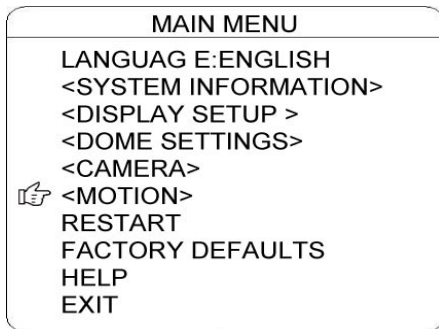 MAIN MENU
LANGUAG E:ENGLISH
<SYSTEM INFORMATION>
<DISPLAY SETUP >
<DOME SETTINGS>
<CAMERA>
<MOTION>
RESTART
FACTORY DEFAULTS
HELP
EXIT